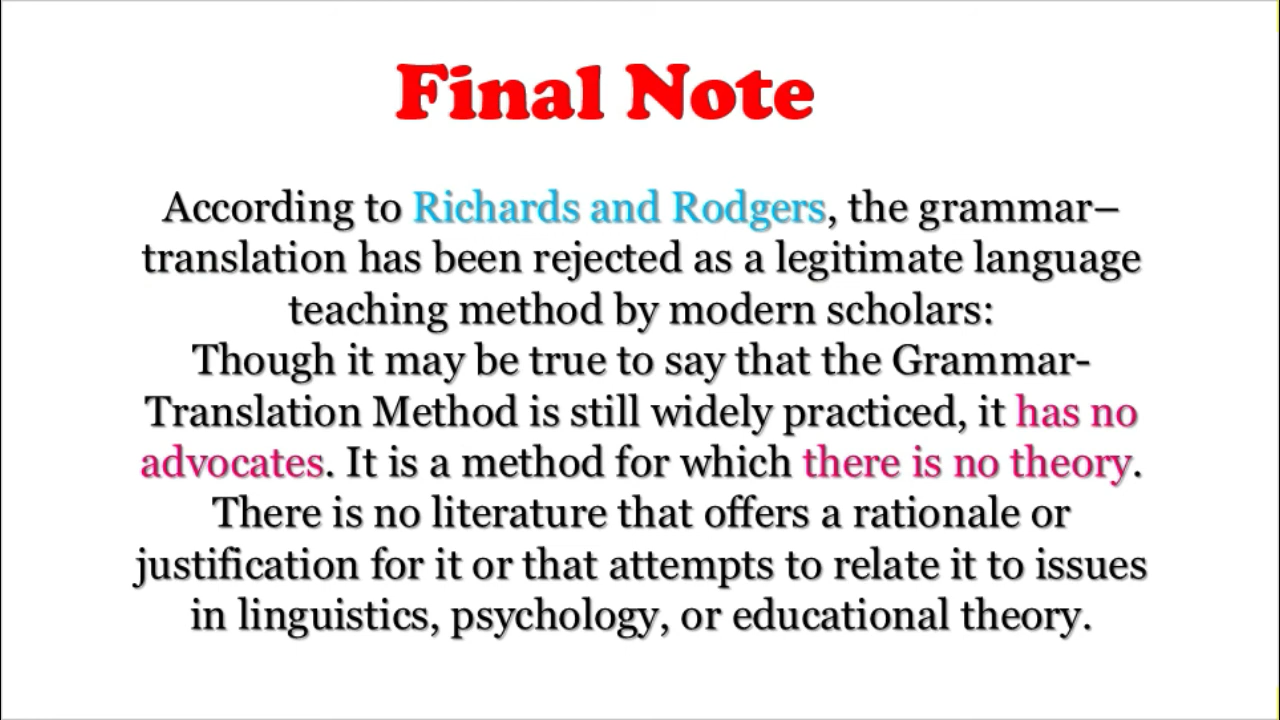 Final Note
According to Richards and Rodgers, the grammar–
translation has been rejected as a legitimate language
teaching method by modern scholars:
Though it may be true to say that the Grammar-
Translation Method is still widely practiced, it has no
advocates. It is a method for which there is no theory.
There is no literature that offers a rationale or
justification for it or that attempts to relate it to issues
in linguistics, psychology, or educational theory.